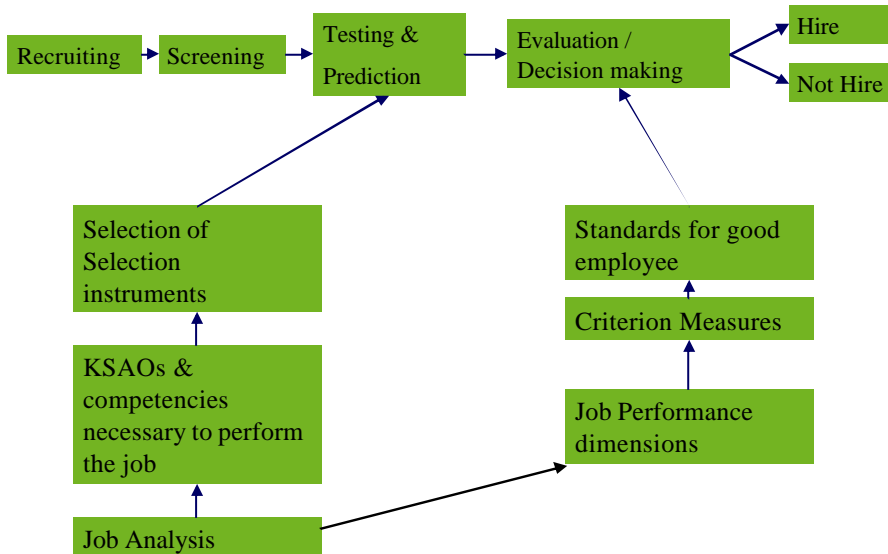 Recruiting
Screening
Testing &
Prediction
Evaluation /
Decision making
Hire
Not Hire
Selection of
Selection
instruments
Standards for good
employee
Criterion Measures
KSAOs &
competencies
necessary to perform
the job
Job Performance
dimensions
Job Analysis